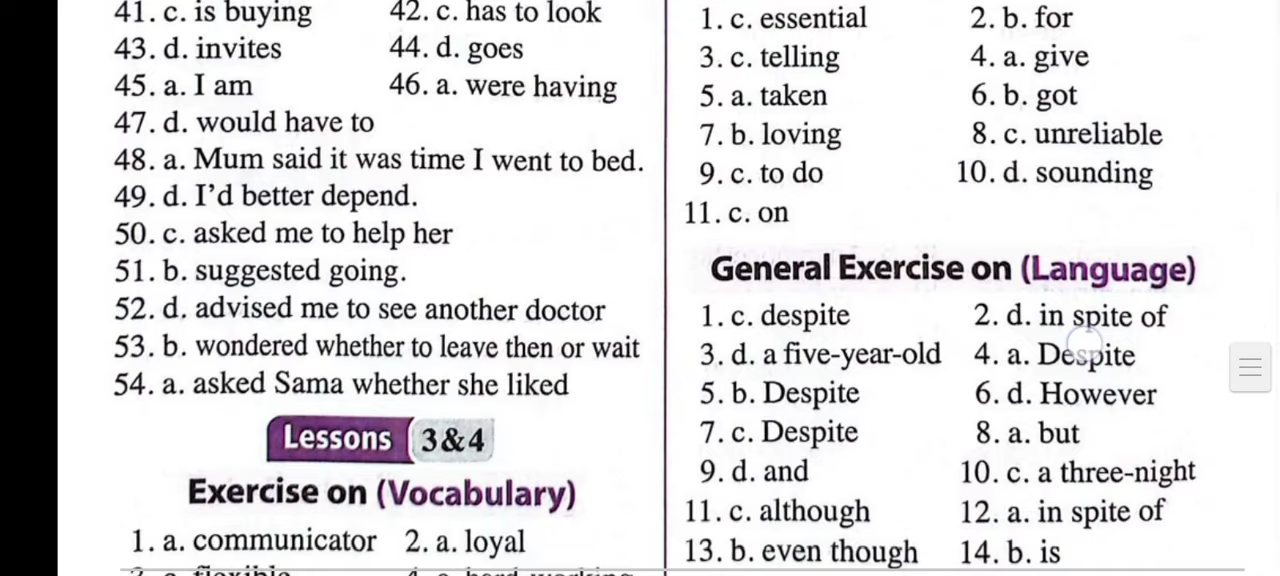 41. c. is buying 42. c. has to look
43. d. invites 44. d. goes
45. a. I am 46. a. were having
47. d. would have to
48. a. Mum said it was time I went to bed.
49. d. I'd better depend.
50. c. asked me to help her
51. b. suggested going.
52. d. advised me to see another doctor
53. b. wondered whether to leave then or wait
54. a. asked Sama whether she liked
Lessons 3&4
Exercise on (Vocabulary)
1. a. communicator 2. a. loyal
1. c. essential 2. b. for
3. c. telling 4. a. give
5. a. taken 6. b. got
7. b. loving 8. c. unreliable
9. c. to do 10. d. sounding
11. c. on
General Exercise on (Language)
1. c. despite 2. d. in spite of
3. d. a five-year-old 4. a. Despite
5. b. Despite 6. d. However
7. c. Despite 8. a. but
9. d. and 10. c. a three-night
11. c. although 12. a. in spite of
13. b. even though 14. b. is